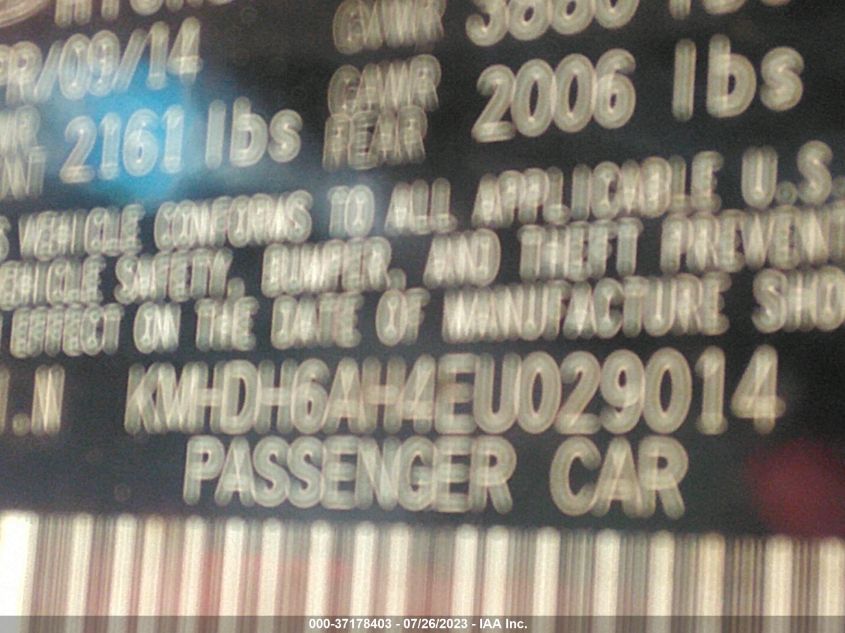 GAWR 3880 lbs
PR/09/14
GAWR 2006 lbs
2161 lbs REAR
VEHICLE CONFORMS TO ALL APPLICABLE U.S
SAFETY, BUMPER, AND THEFT PREVENT
EFFECT ON THE DATE OF MANUFACTURE SHO
I.N KMHDH6AH4EU029014
PASSENGER CAR
000-37178403 - 07/26/2023 - IAA Inc.